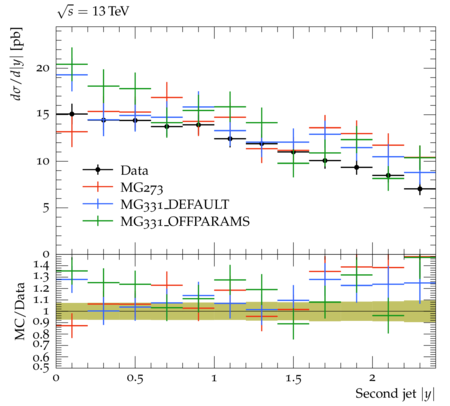 √s = 13 TeV
dσ/d|y| [pb]
20
15
10
5
0
Data
MG273
MG331_DEFAULT
MG331_OFFPARAMS
MC/Data
1.4
1.3
1.2
1.1
1
0.9
0.8
0.7
0.6
0.5
0 0.5 1 1.5 2
Second jet |y|